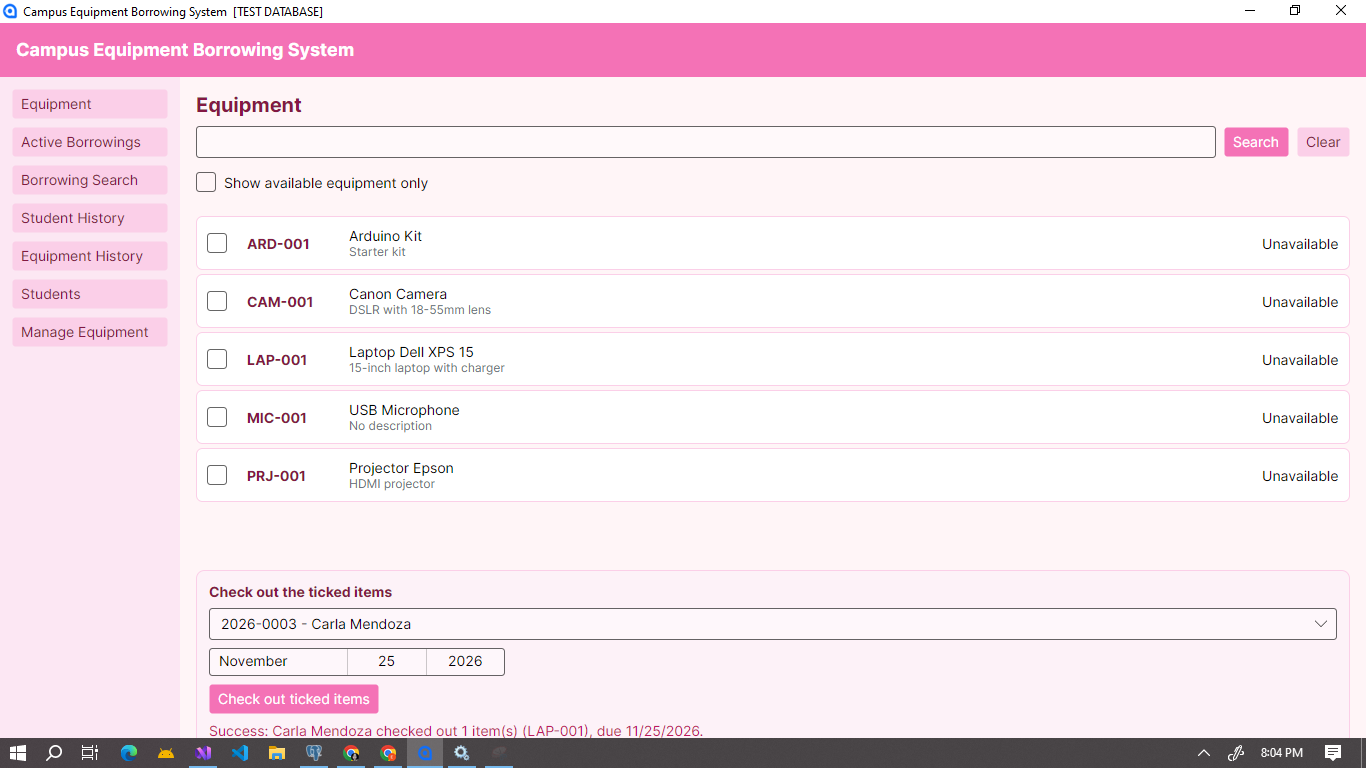 Campus Equipment Borrowing System [TEST DATABASE]
Campus Equipment Borrowing System
Equipment
Active Borrowings
Borrowing Search
Student History
Equipment History
Students
Manage Equipment
Equipment
Search
Clear
Show available equipment only
ARD-001
Arduino Kit
Starter kit
Unavailable
CAM-001
Canon Camera
DSLR with 18-55mm lens
Unavailable
LAP-001
Laptop Dell XPS 15
15-inch laptop with charger
Unavailable
MIC-001
USB Microphone
No description
Unavailable
PRJ-001
Projector Epson
HDMI projector
Unavailable
Check out the ticked items
2026-0003 - Carla Mendoza
November 25 2026
Check out ticked items
Success: Carla Mendoza checked out 1 item(s) (LAP-001), due 11/25/2026.
8:04 PM